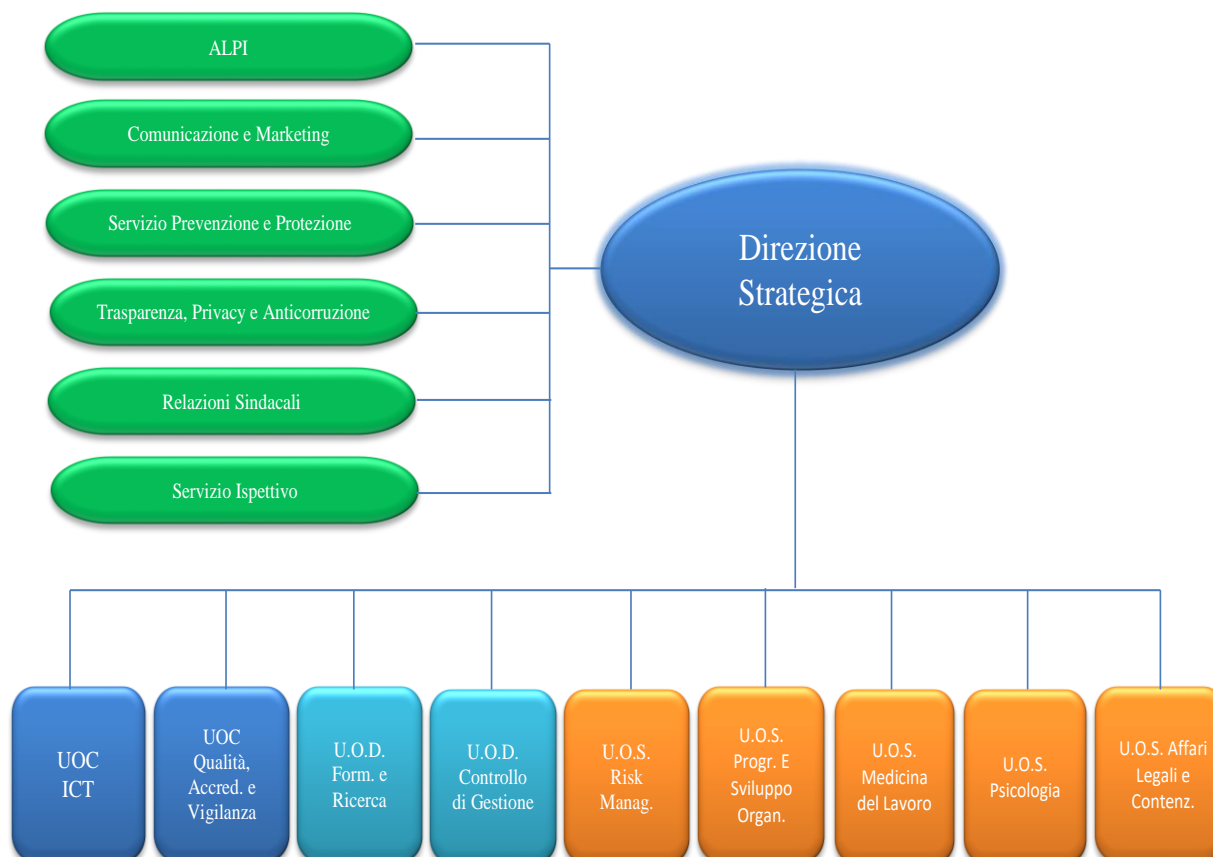 ALPI
Comunicazione e Marketing
Servizio Prevenzione e Protezione
Trasparenza, Privacy e Anticorruzione
Relazioni Sindacali
Servizio Ispettivo
Direzione
Strategica
UOC
ICT
UOC
Qualità,
Accred. e
Vigilanza
U.O.D.
Form. e
Ricerca
U.O.D.
Controllo
di Gestione
U.O.S.
Risk
Manag.
U.O.S.
Progr. E
Sviluppo
Organ.
U.O.S.
Medicina
del Lavoro
U.O.S.
Psicologia
U.O.S. Affari
Legali e
Contenz.